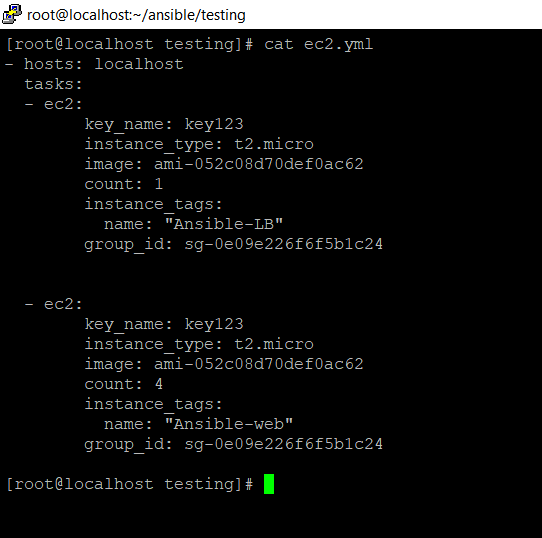 root@localhost:~/ansible/testing
[root@localhost testing]# cat ec2.yml
- hosts: localhost
  tasks:
  - ec2:
        key_name: key123
        instance_type: t2.micro
        image: ami-052c08d70def0ac62
        count: 1
        instance_tags:
          name: "Ansible-LB"
        group_id: sg-0e09e226f6f5b1c24
  - ec2:
        key_name: key123
        instance_type: t2.micro
        image: ami-052c08d70def0ac62
        count: 4
        instance_tags:
          name: "Ansible-web"
        group_id: sg-0e09e226f6f5b1c24
[root@localhost testing]#